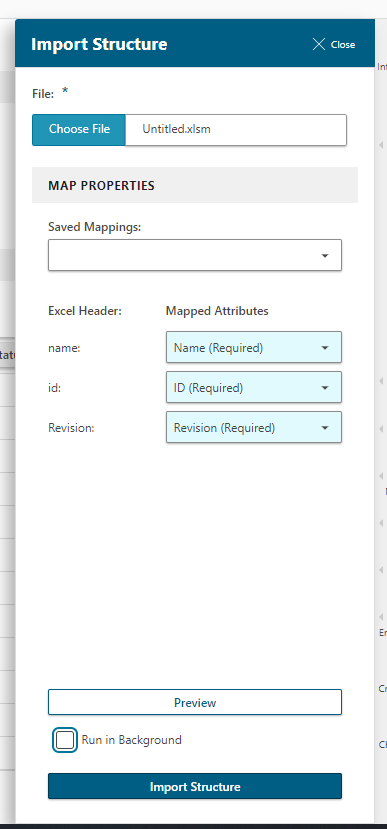 Import Structure
Close
File: *
Choose File Untitled.xlsm
MAP PROPERTIES
Saved Mappings:
Excel Header: Mapped Attributes
name: Name (Required)
id: ID (Required)
Revision: Revision (Required)
Preview
Run in Background
Import Structure